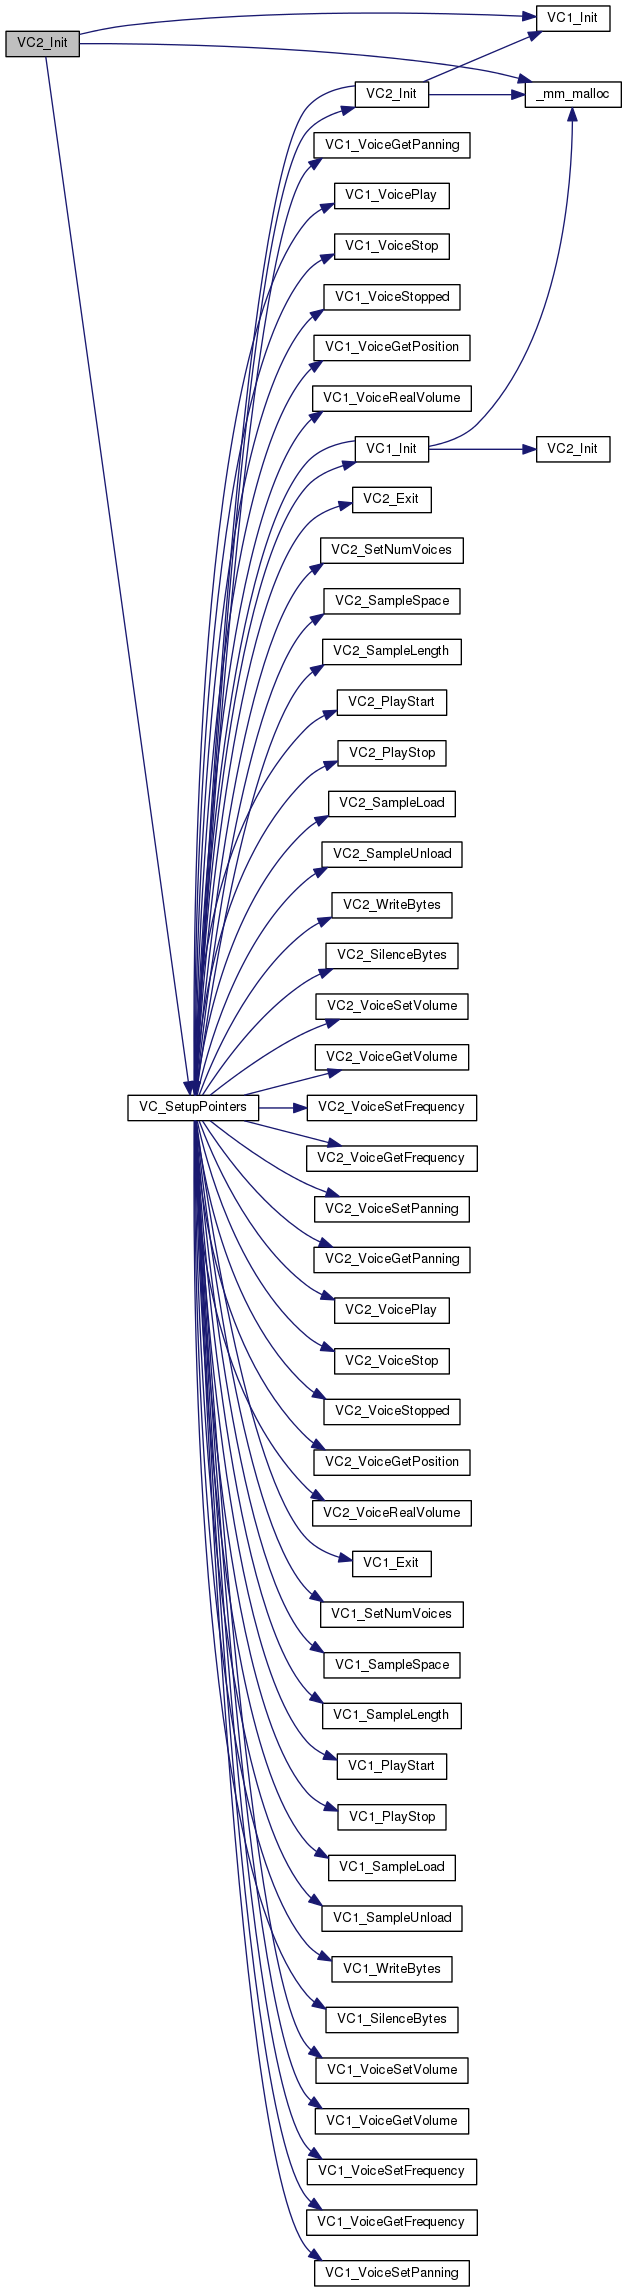 VC1_Init
VC2_Init
VC2_Init
_mm_malloc
VC1_VoiceGetPanning
VC1_VoicePlay
VC1_VoiceStop
VC1_VoiceStopped
VC1_VoiceGetPosition
VC1_VoiceRealVolume
VC1_Init
VC2_Init
VC2_Exit
VC2_SetNumVoices
VC2_SampleSpace
VC2_SampleLength
VC2_PlayStart
VC2_PlayStop
VC2_SampleLoad
VC2_SampleUnload
VC2_WriteBytes
VC2_SilenceBytes
VC2_VoiceSetVolume
VC2_VoiceGetVolume
VC_SetupPointers
VC2_VoiceSetFrequency
VC2_VoiceGetFrequency
VC2_VoiceSetPanning
VC2_VoiceGetPanning
VC2_VoicePlay
VC2_VoiceStop
VC2_VoiceStopped
VC2_VoiceGetPosition
VC2_VoiceRealVolume
VC1_Exit
VC1_SetNumVoices
VC1_SampleSpace
VC1_SampleLength
VC1_PlayStart
VC1_PlayStop
VC1_SampleLoad
VC1_SampleUnload
VC1_WriteBytes
VC1_SilenceBytes
VC1_VoiceSetVolume
VC1_VoiceGetVolume
VC1_VoiceSetFrequency
VC1_VoiceGetFrequency
VC1_VoiceSetPanning